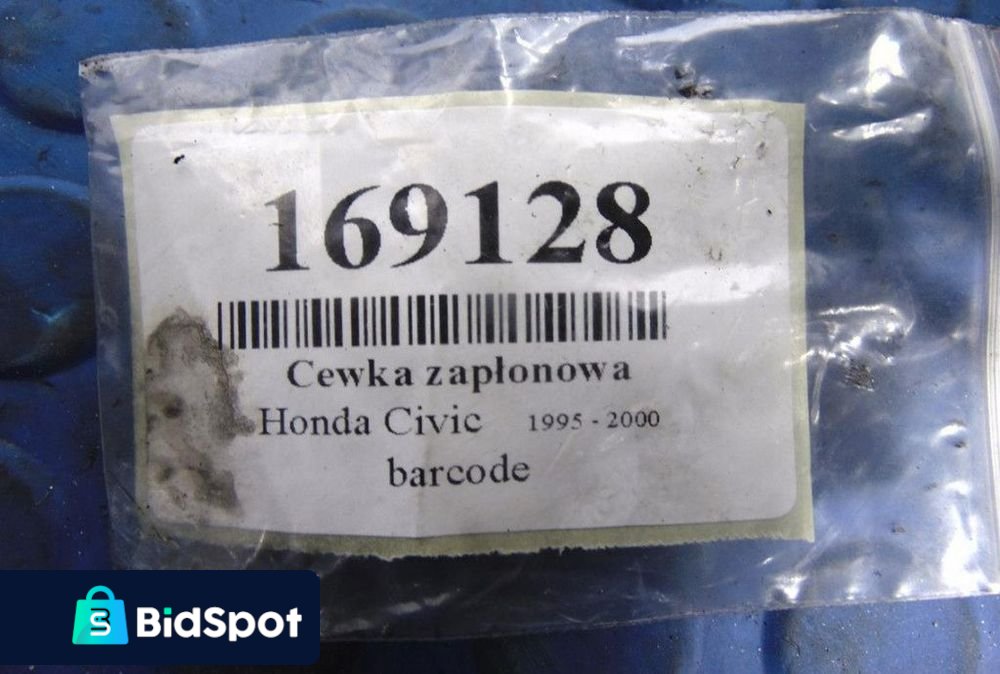 169128
Cewka zapłonowa
Honda Civic 1995 - 2000
barcode
BidSpot